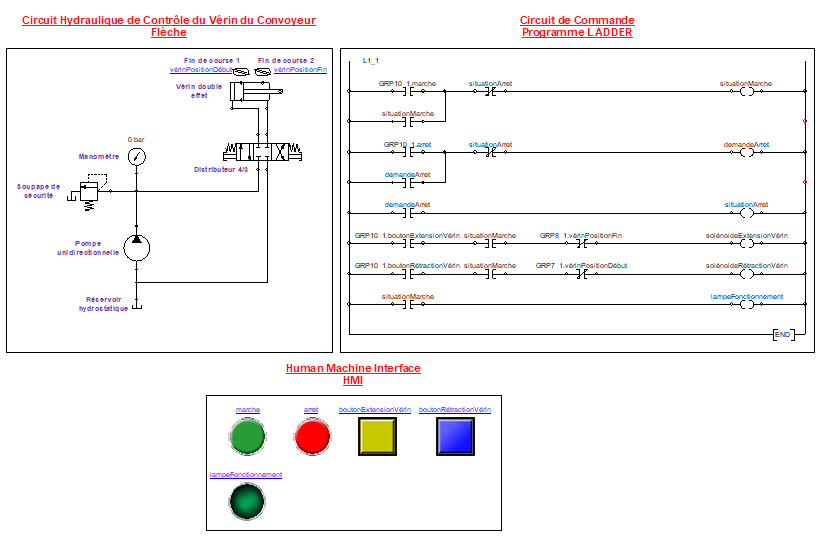 Circuit Hydraulique de Contrôle du Vérin du Convoyeur
Flèche
Fin de course 1
Fin de course 2
vérinPositionDébut
vérinPositionFin
Vérin double
effet
0 bar
Manomètre
Distributeur 4/3
Soupape de
sécurité
Pompe
unidirectionnelle
Réservoir
hydrostatique
Circuit de Commande
Programme LADDER
L1_1
GRP10_1.marche
situationArret
situationMarche
situationMarche
GRP10_1.arret
situationArret
demandeArret
demandeArret
demandeArret
situationArret
GRP10_1.boutonExtensionVérin
situationMarche
GRP8_1.vérinPositionFin
solénoideExtensionVérin
GRP10_1.boutonRétractionVérin
situationMarche
GRP7_1.vérinPositionDébut
solénoideRétractionVérin
situationMarche
lampeFonctionnement
END
Human Machine Interface
HMI
marche
arret
boutonExtensionVérin
boutonRétractionVérin
lampeFonctionnement